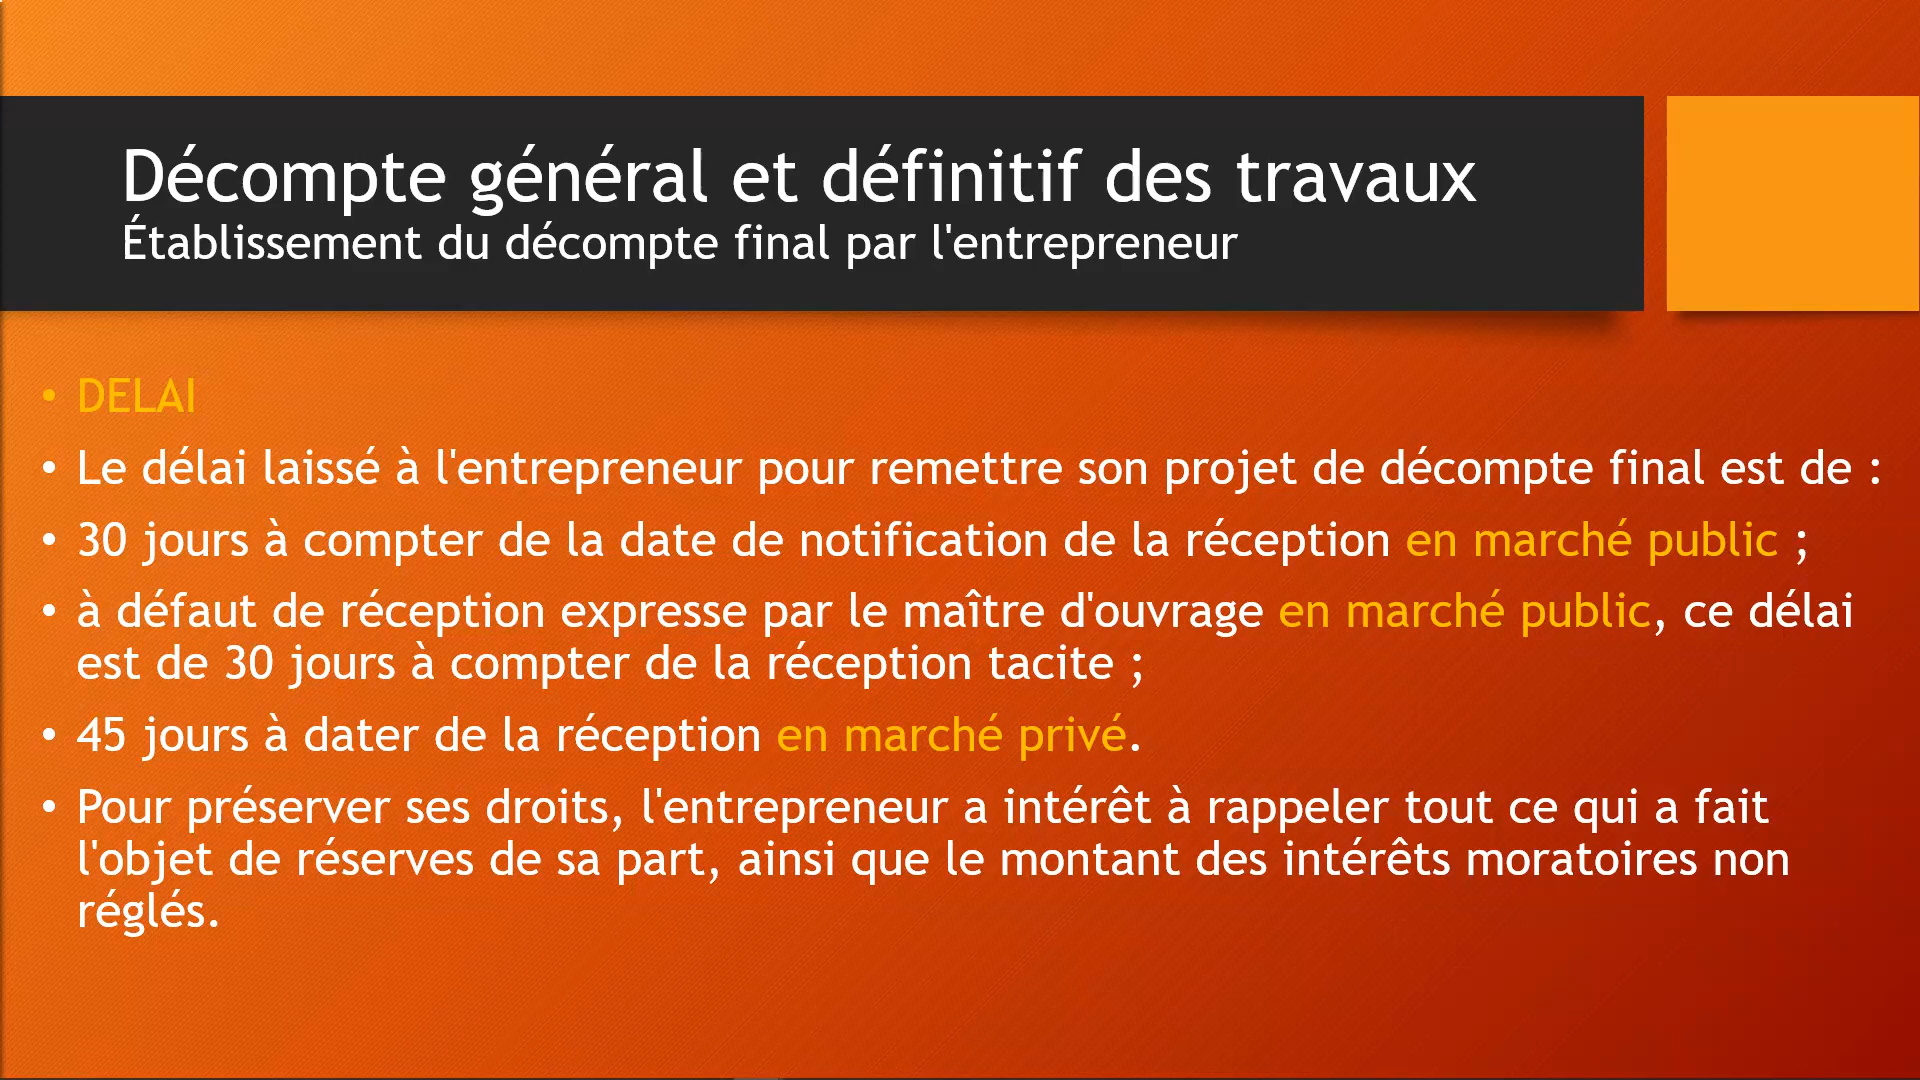 Décompte général et définitif des travaux
Établissement du décompte final par l'entrepreneur
• DELAI
• Le délai laissé à l'entrepreneur pour remettre son projet de décompte final est de :
• 30 jours à compter de la date de notification de la réception en marché public ;
• à défaut de réception expresse par le maître d'ouvrage en marché public, ce délai
est de 30 jours à compter de la réception tacite ;
• 45 jours à dater de la réception en marché privé.
• Pour préserver ses droits, l'entrepreneur a intérêt à rappeler tout ce qui a fait
l'objet de réserves de sa part, ainsi que le montant des intérêts moratoires non
réglés.